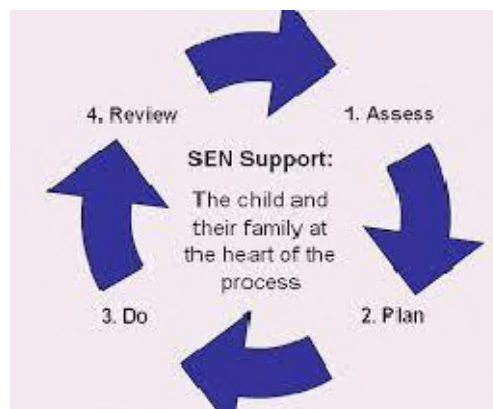 4. Review
1. Assess
SEN Support:
The child and
their family at
the heart of the
process
3. Do
2. Plan